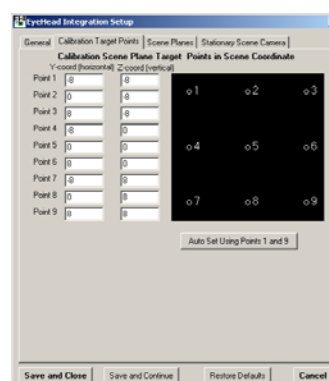 EyeHead Integration Setup
General Calibration Target Points Scene Planes Stationary Scene Camera
Calibration Scene Plane Target Points in Scene Coordinate
Y-coord (horizontal) Z-coord (vertical)
Point 1 -8 -8
Point 2 0 -8
Point 3 8 -8
Point 4 -8 0
Point 5 0 0
Point 6 8 0
Point 7 -8 8
Point 8 0 8
Point 9 8 8
1 2 3
4 5 6
7 8 9
Auto Set Using Points 1 and 9
Save and Close Save and Continue Restore Defaults Cancel